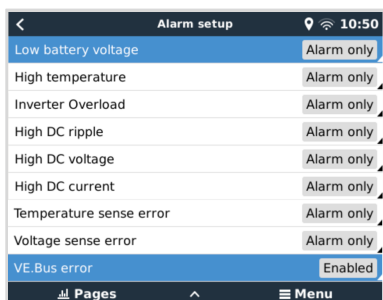 Alarm setup 10:50
Low battery voltage Alarm only
High temperature Alarm only
Inverter Overload Alarm only
High DC ripple Alarm only
High DC voltage Alarm only
High DC current Alarm only
Temperature sense error Alarm only
Voltage sense error Alarm only
VE.Bus error Enabled
Pages Menu